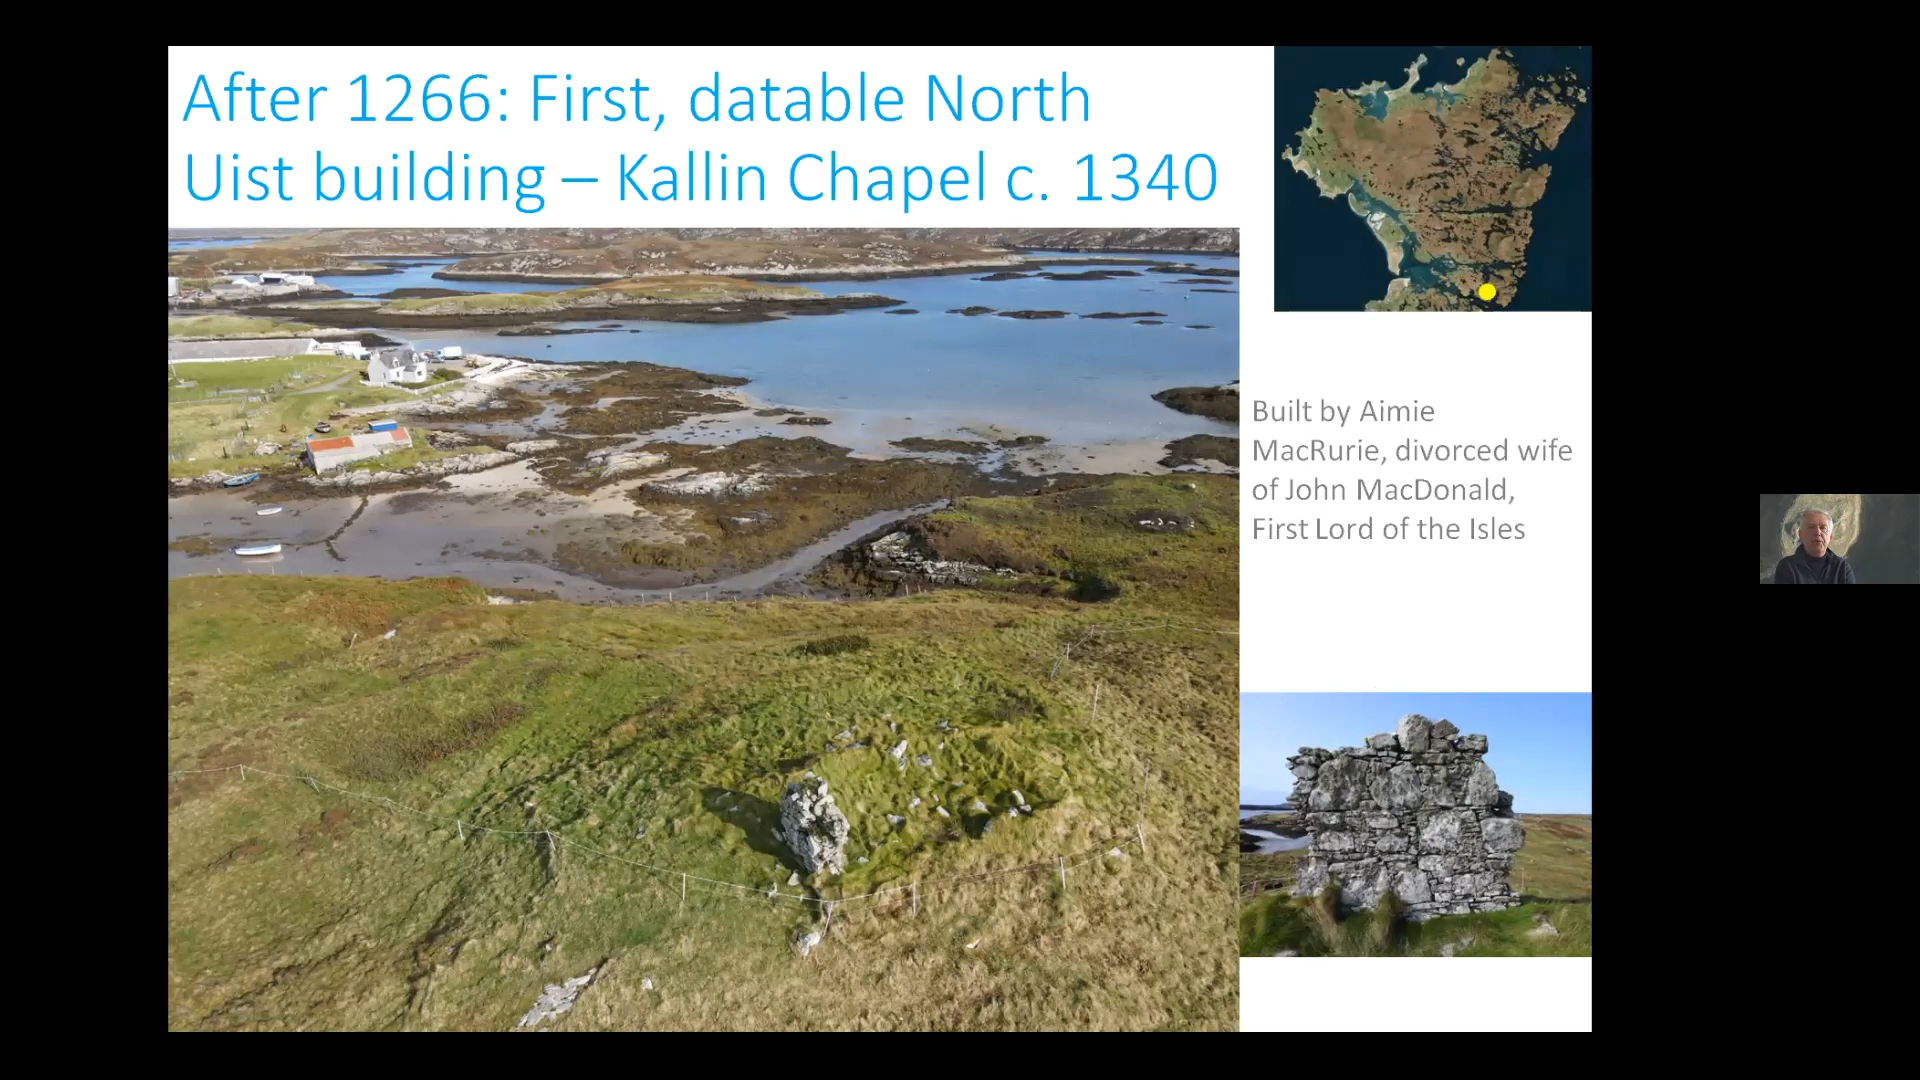 After 1266: First, datable North
Uist building – Kallin Chapel c. 1340
Built by Aimie
MacRurie, divorced wife
of John MacDonald,
First Lord of the Isles